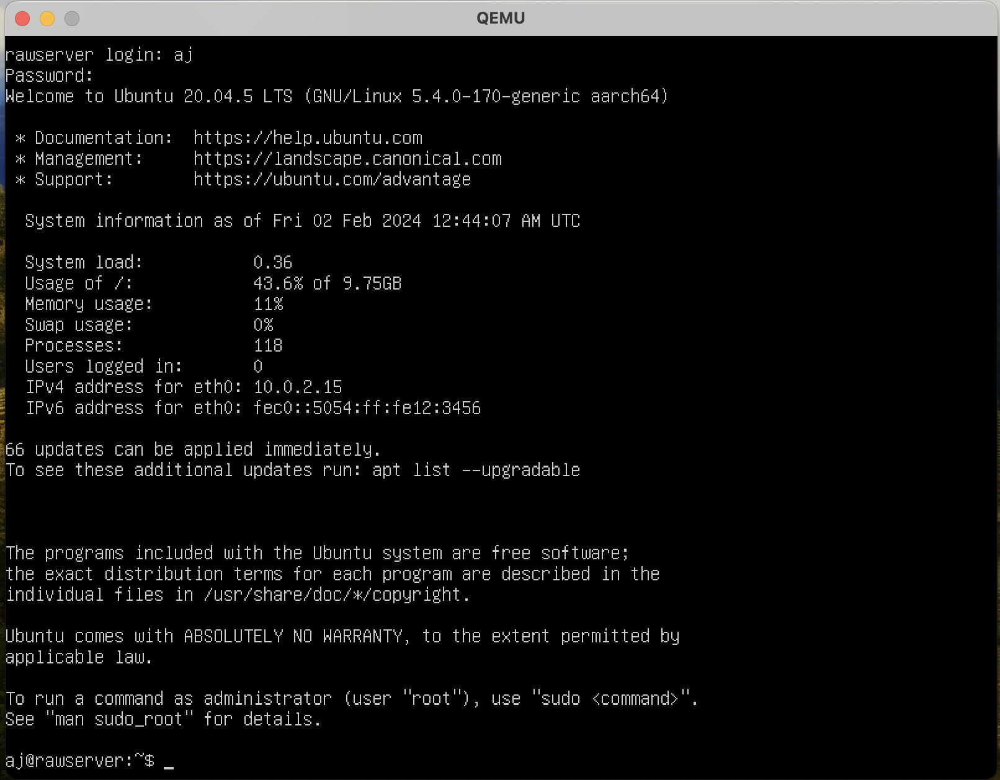 QEMU
rawserver login: aj
Password:
Welcome to Ubuntu 20.04.5 LTS (GNU/Linux 5.4.0-170-generic aarch64)
* Documentation:  https://help.ubuntu.com
* Management:     https://landscape.canonical.com
* Support:        https://ubuntu.com/advantage
System information as of Fri 02 Feb 2024 12:44:07 AM UTC
System load:           0.36
Usage of /:            43.6% of 9.75GB
Memory usage:          11%
Swap usage:            0%
Processes:             118
Users logged in:       0
IPv4 address for eth0: 10.0.2.15
IPv6 address for eth0: fec0::5054:ff:fe12:3456
66 updates can be applied immediately.
To see these additional updates run: apt list --upgradable
The programs included with the Ubuntu system are free software;
the exact distribution terms for each program are described in the
individual files in /usr/share/doc/*/copyright.
Ubuntu comes with ABSOLUTELY NO WARRANTY, to the extent permitted by
applicable law.
To run a command as administrator (user "root"), use "sudo <command>".
See "man sudo_root" for details.
aj@rawserver:~$ _